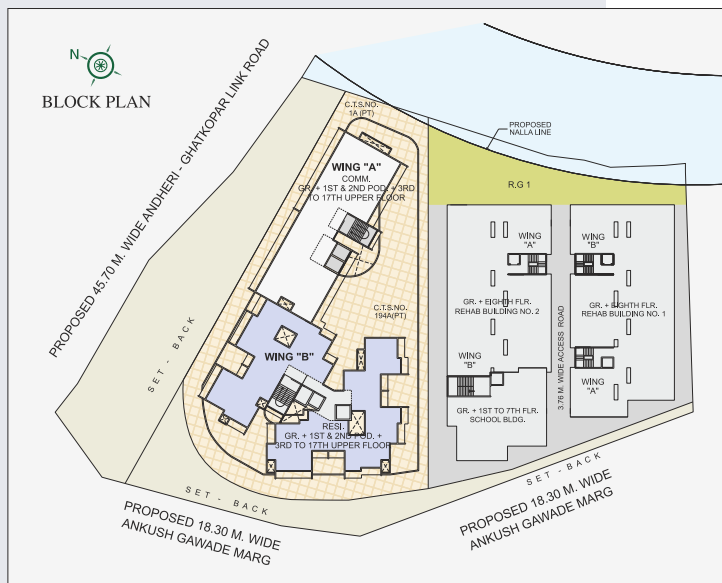 N
BLOCK PLAN
PROPOSED 45.70 M. WIDE ANDHERI - GHATKOPAR LINK ROAD
C.T.S.NO.
1A (PT)
PROPOSED
NALLA LINE
WING "A"
COMM.
GR. + 1ST & 2ND POD. + 3RD
TO 17TH UPPER FLOOR
R.G 1
WING
"A"
WING
"B"
C.T.S.NO.
194A(PT)
GR. + EIGHTH FLR.
REHAB BUILDING NO. 2
GR. + EIGHTH FLR.
REHAB BUILDING NO. 1
3.76 M. WIDE ACCESS ROAD
WING "B"
WING
"B"
WING
"A"
GR. + 1ST TO 7TH FLR.
SCHOOL BLDG.
RESI.
GR. + 1ST & 2ND POD. +
3RD TO 17TH UPPER FLOOR
SET - BACK
SET - BACK
SET - BACK
PROPOSED 18.30 M. WIDE
ANKUSH GAWADE MARG
PROPOSED 18.30 M. WIDE
ANKUSH GAWADE MARG